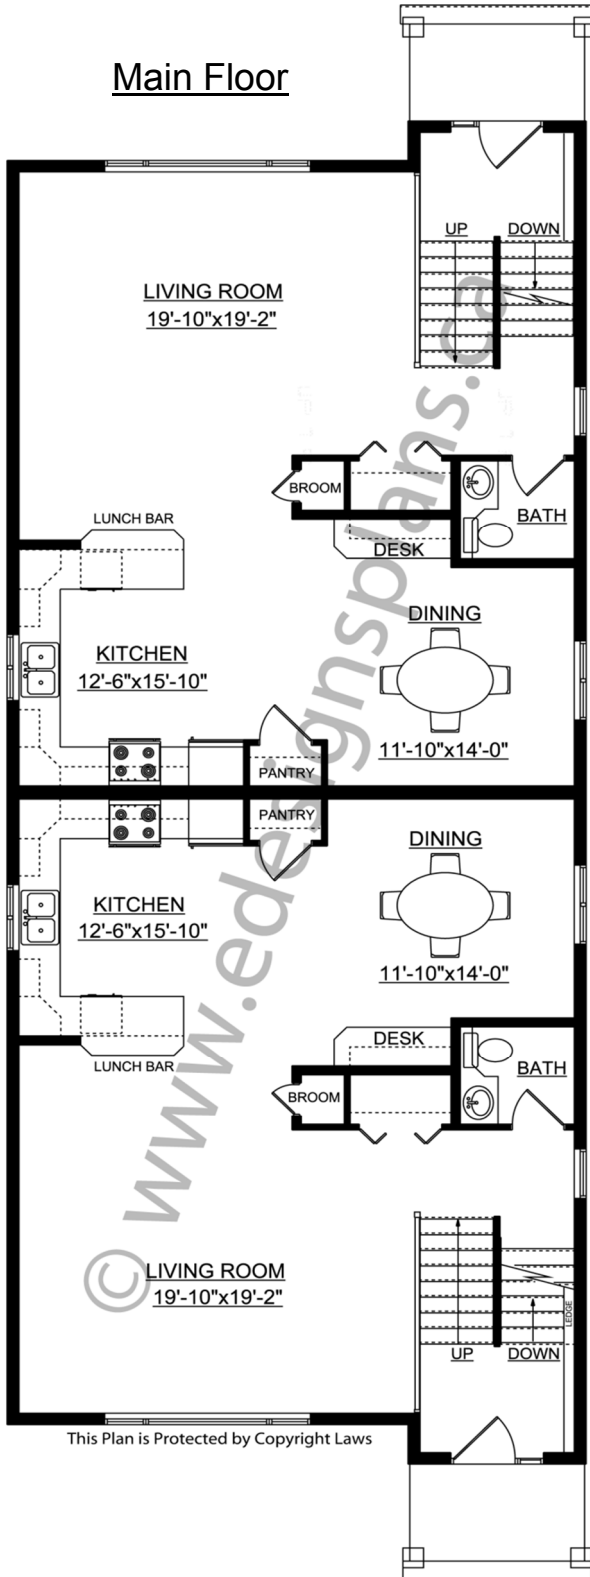 Main Floor
UP
DOWN
LIVING ROOM
19'-10"x19'-2"
BROOM
LUNCH BAR
BATH
DESK
DINING
KITCHEN
12'-6"x15'-10"
11'-10"x14'-0"
PANTRY
PANTRY
DINING
KITCHEN
12'-6"x15'-10"
11'-10"x14'-0"
DESK
LUNCH BAR
BATH
BROOM
LIVING ROOM
19'-10"x19'-2"
LEDGE
UP
DOWN
This Plan is Protected by Copyright Laws
© www.edesignsplans.ca